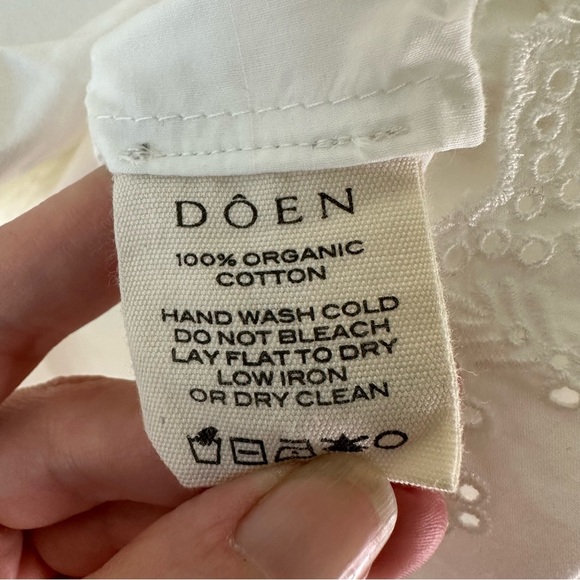 DÔEN
100% ORGANIC
COTTON
HAND WASH COLD
DO NOT BLEACH
LAY FLAT TO DRY
LOW IRON
OR DRY CLEAN